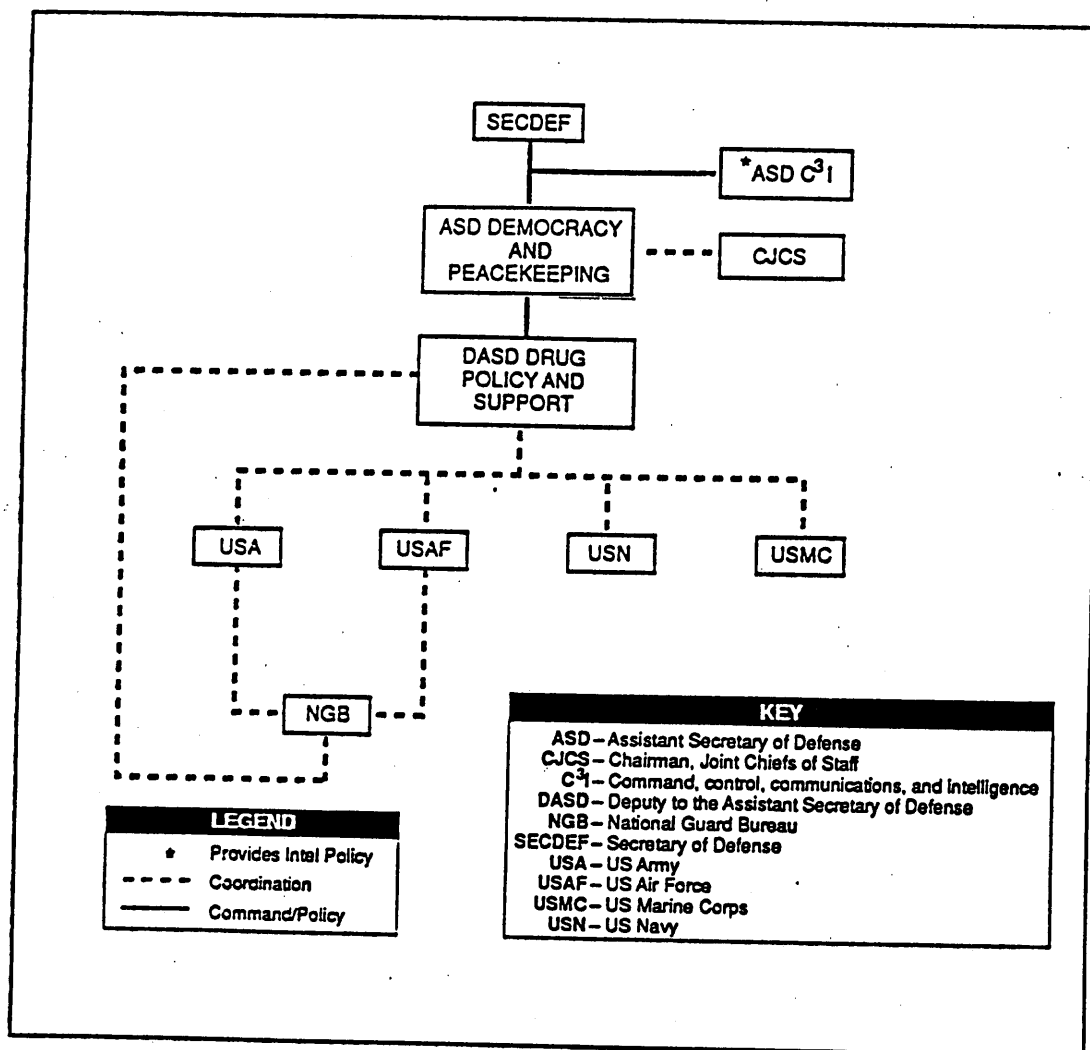 SECDEF
*ASD C³I
ASD DEMOCRACY
AND
PEACEKEEPING
CJCS
DASD DRUG
POLICY AND
SUPPORT
USA
USAF
USN
USMC
NGB
LEGEND
* Provides Intel Policy
Coordination
Command/Policy
KEY
ASD – Assistant Secretary of Defense
CJCS – Chairman, Joint Chiefs of Staff
C³I – Command, control, communications, and intelligence
DASD – Deputy to the Assistant Secretary of Defense
NGB – National Guard Bureau
SECDEF – Secretary of Defense
USA – US Army
USAF – US Air Force
USMC – US Marine Corps
USN – US Navy